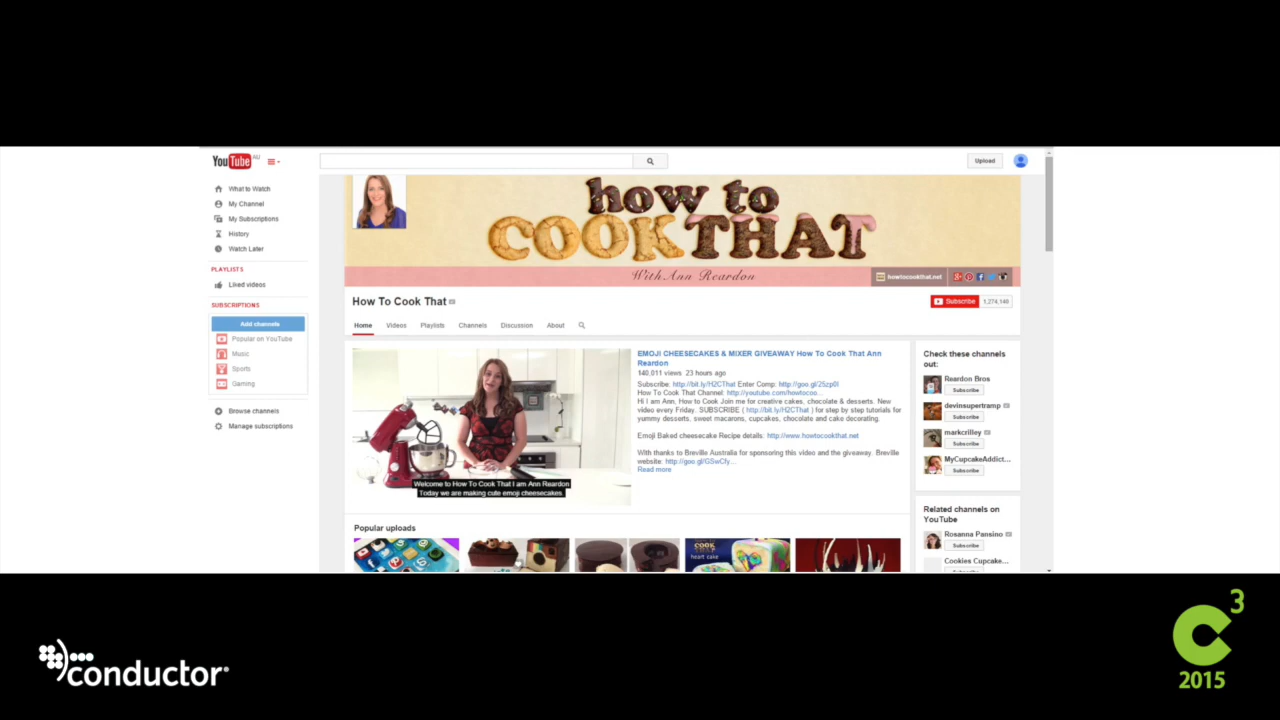 YouTube AU
Upload
What to Watch
My Channel
My Subscriptions
History
Watch Later
PLAYLISTS
Liked videos
SUBSCRIPTIONS
Add channels
Popular on YouTube
Music
Sports
Gaming
Browse channels
Manage subscriptions
how to
COOK THAT
With Ann Reardon
howtocookthat.net
How To Cook That
Subscribe 1,274,140
Home Videos Playlists Channels Discussion About
Welcome to How To Cook That I am Ann Reardon
Today we are making cute emoji cheesecakes.
EMOJI CHEESECAKES & MIXER GIVEAWAY How To Cook That Ann
Reardon
140,011 views 23 hours ago
Subscribe: http://bit.ly/H2CThat Enter Comp: http://goo.gl/25zp0l
How To Cook That Channel: http://youtube.com/howtocoo...
Hi I am Ann, How to Cook Join me for creative cakes, chocolate & desserts. New
video every Friday. SUBSCRIBE ( http://bit.ly/H2CThat ) for step by step tutorials for
yummy desserts, sweet macarons, cupcakes, chocolate and cake decorating.
Emoji Baked cheesecake Recipe details: http://www.howtocookthat.net
With thanks to Breville Australia for sponsoring this video and the giveaway. Breville
website: http://goo.gl/GSwCfy...
Read more
Popular uploads
COOK
THAT
heart cake
Check these channels
out:
Reardon Bros
Subscribe
devinsupertramp
Subscribe
markcrilley
Subscribe
MyCupcakeAddict...
Subscribe
Related channels on
YouTube
Rosanna Pansino
Subscribe
Cookies Cupcake...
Subscribe
conductor
C3
2015